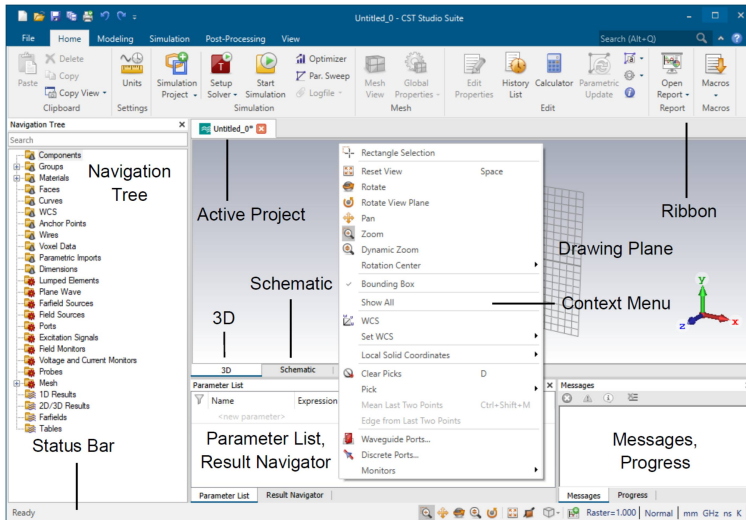 Untitled_0 - CST Studio Suite
File Home Modeling Simulation Post-Processing View Search (Alt+Q)
Paste
Delete
Copy
Copy View
Clipboard
Units
Settings
Simulation Project
Setup Solver
Start Simulation
Optimizer
Par. Sweep
Logfile
Simulation
Mesh View
Global Properties
Mesh
Edit Properties
History List
Calculator
Parametric Update
Edit
Open Report
Report
Macros
Macros
Navigation Tree
Search
Components
Groups
Materials
Faces
Curves
WCS
Anchor Points
Wires
Voxel Data
Parametric Imports
Dimensions
Lumped Elements
Plane Wave
Farfield Sources
Field Sources
Ports
Excitation Signals
Field Monitors
Voltage and Current Monitors
Probes
Mesh
1D Results
2D/3D Results
Farfields
Tables
Navigation Tree
Status Bar
Untitled_0*
Active Project
Schematic
3D
Rectangle Selection
Reset View Space
Rotate
Rotate View Plane
Pan
Zoom
Dynamic Zoom
Rotation Center
Bounding Box
Show All
WCS
Set WCS
Local Solid Coordinates
Clear Picks D
Pick
Mean Last Two Points Ctrl+Shift+M
Edge from Last Two Points
Waveguide Ports...
Discrete Ports...
Monitors
Ribbon
Drawing Plane
Context Menu
y
z
x
3D Schematic
Parameter List
Name Expression
<new parameter>
Parameter List,
Result Navigator
Parameter List Result Navigator
Messages
Messages,
Progress
Messages Progress
Ready
Raster=1.000 Normal mm GHz ns K